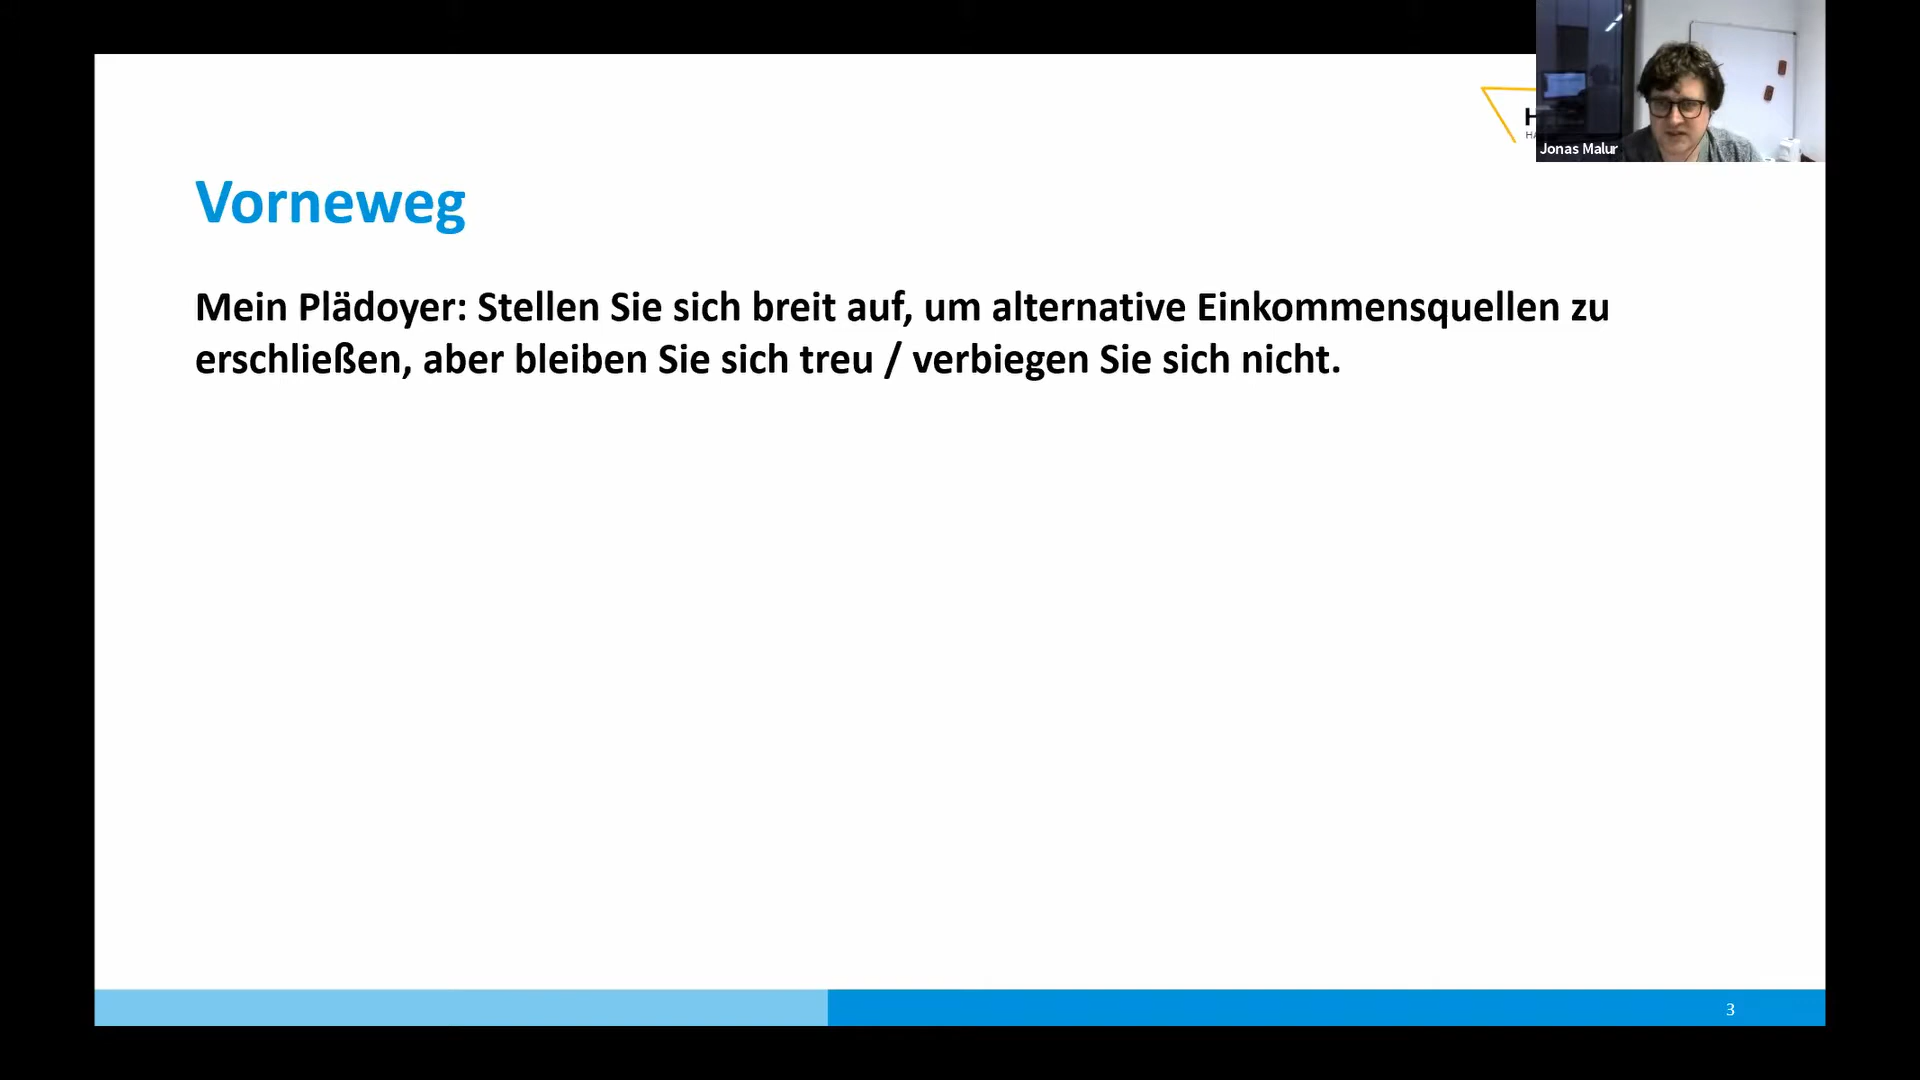 Jonas Malur
Vorneweg
Mein Plädoyer: Stellen Sie sich breit auf, um alternative Einkommensquellen zu
erschließen, aber bleiben Sie sich treu / verbiegen Sie sich nicht.
3